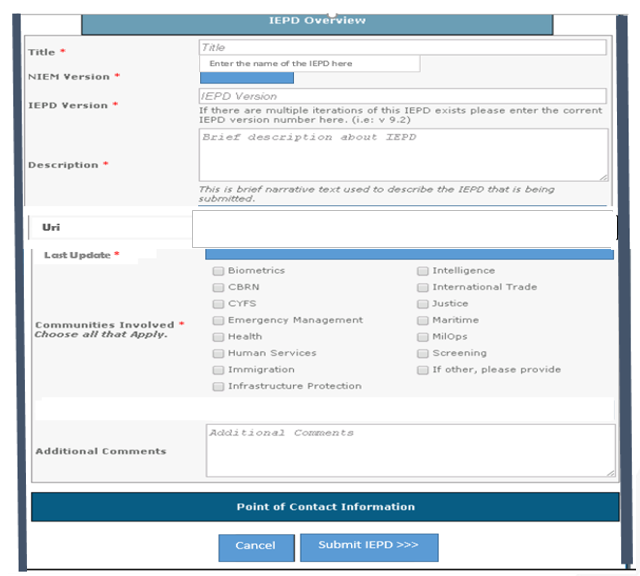 IEPD Overview
Title *
Title
Enter the name of the IEPD here
NIEM Version *
IEPD Version *
IEPD Version
If there are multiple iterations of this IEPD exists please enter the corrent
IEPD version number here. (i.e: v 9.2)
Description *
Brief description about IEPD
This is brief narrative text used to describe the IEPD that is being
submitted.
Uri
Last Update *
Communities Involved *
Choose all that Apply.
Biometrics
CBRN
CYFS
Emergency Management
Health
Human Services
Immigration
Infrastructure Protection
Intelligence
International Trade
Justice
Maritime
MilOps
Screening
If other, please provide
Additional Comments
Additional Comments
Point of Contact Information
Cancel
Submit IEPD >>>